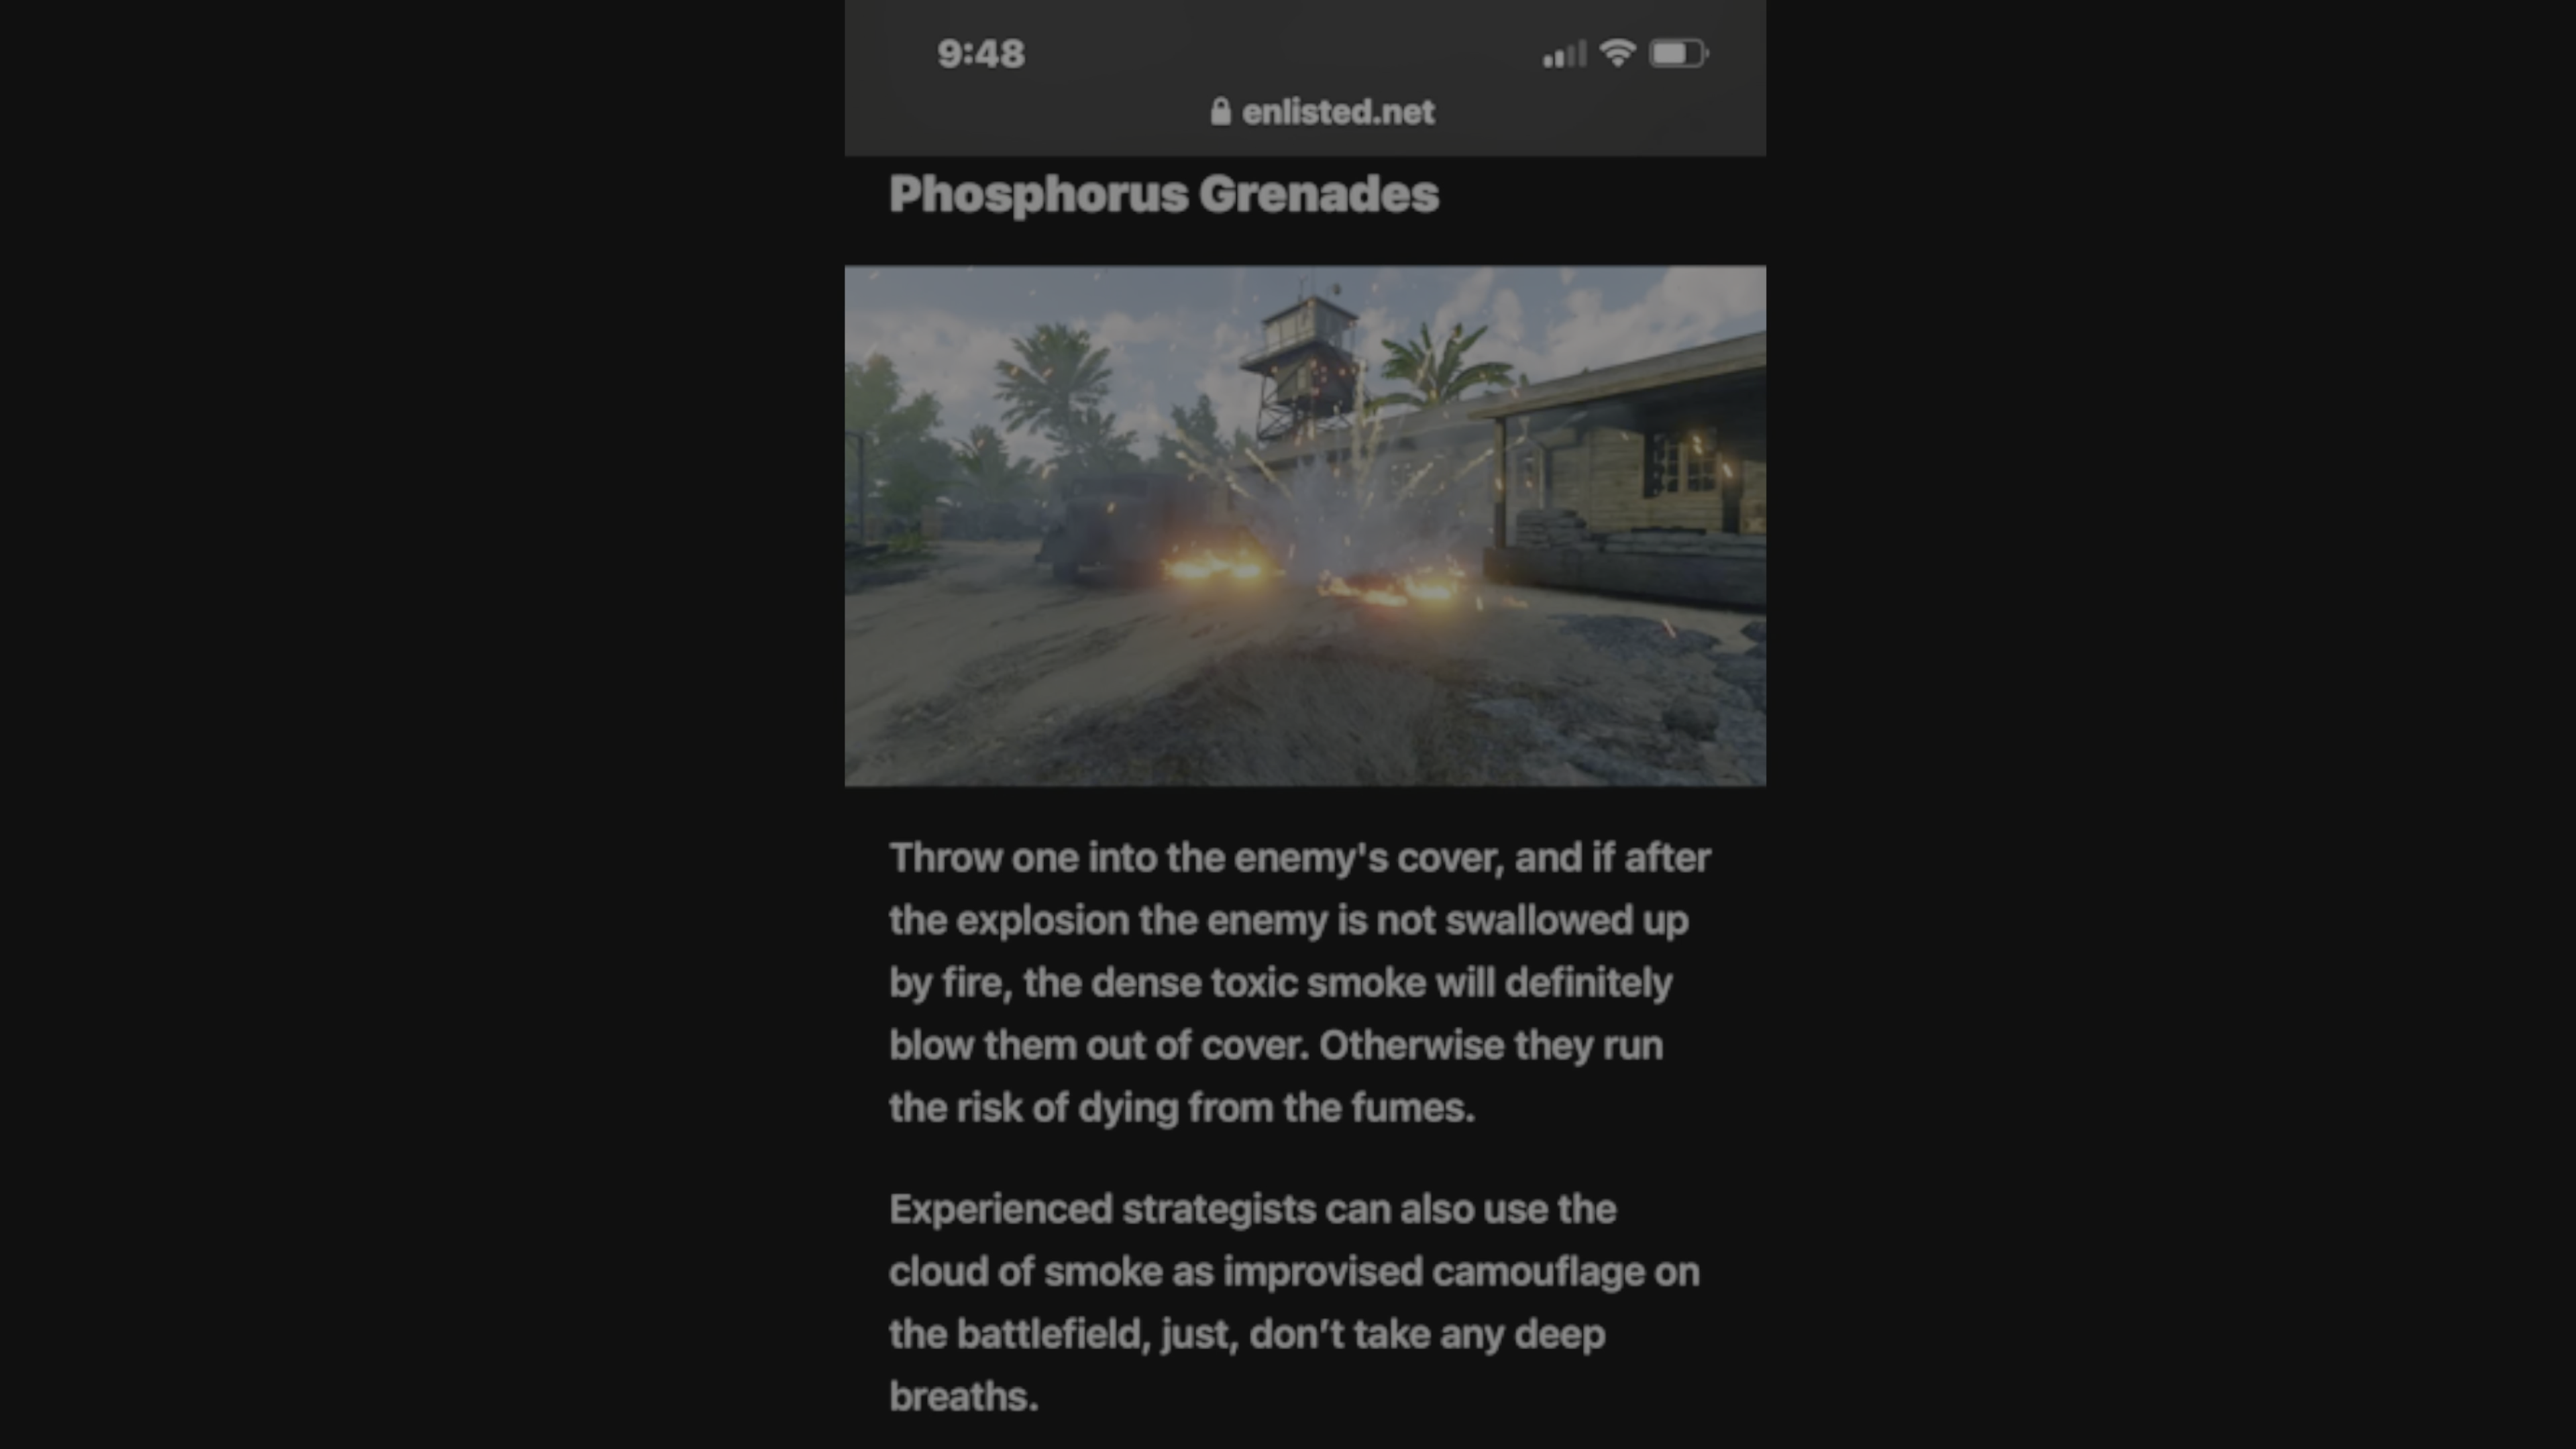 9:48
enlisted.net
Phosphorus Grenades
Throw one into the enemy's cover, and if after
the explosion the enemy is not swallowed up
by fire, the dense toxic smoke will definitely
blow them out of cover. Otherwise they run
the risk of dying from the fumes.
Experienced strategists can also use the
cloud of smoke as improvised camouflage on
the battlefield, just, don’t take any deep
breaths.